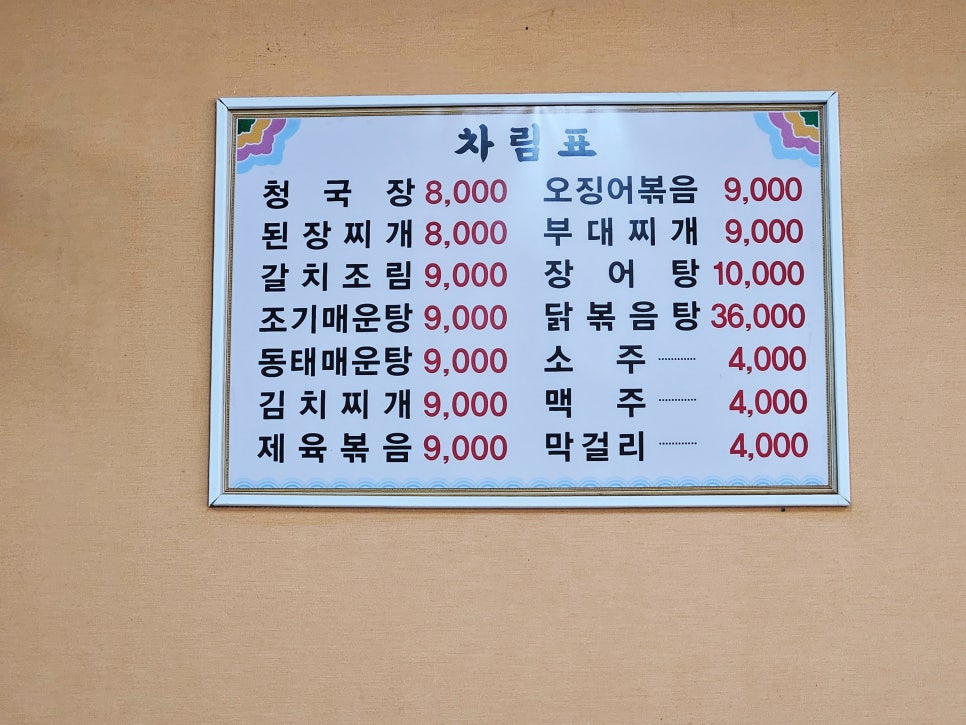 차림표
청국장 8,000
된장찌개 8,000
갈치조림 9,000
조기매운탕 9,000
동태매운탕 9,000
김치찌개 9,000
제육볶음 9,000
오징어볶음 9,000
부대찌개 9,000
장어탕 10,000
닭볶음탕 36,000
소주 ············ 4,000
맥주 ············ 4,000
막걸리 ············ 4,000